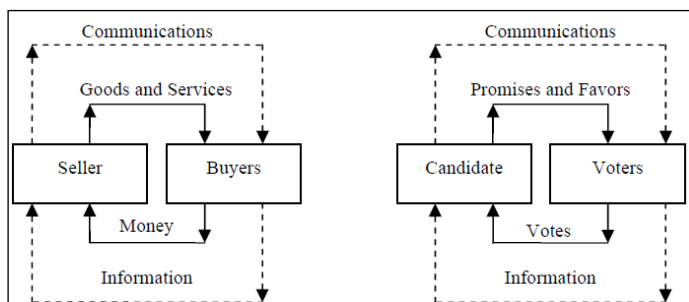 Communications
Goods and Services
Seller
Buyers
Money
Information
Communications
Promises and Favors
Candidate
Voters
Votes
Information